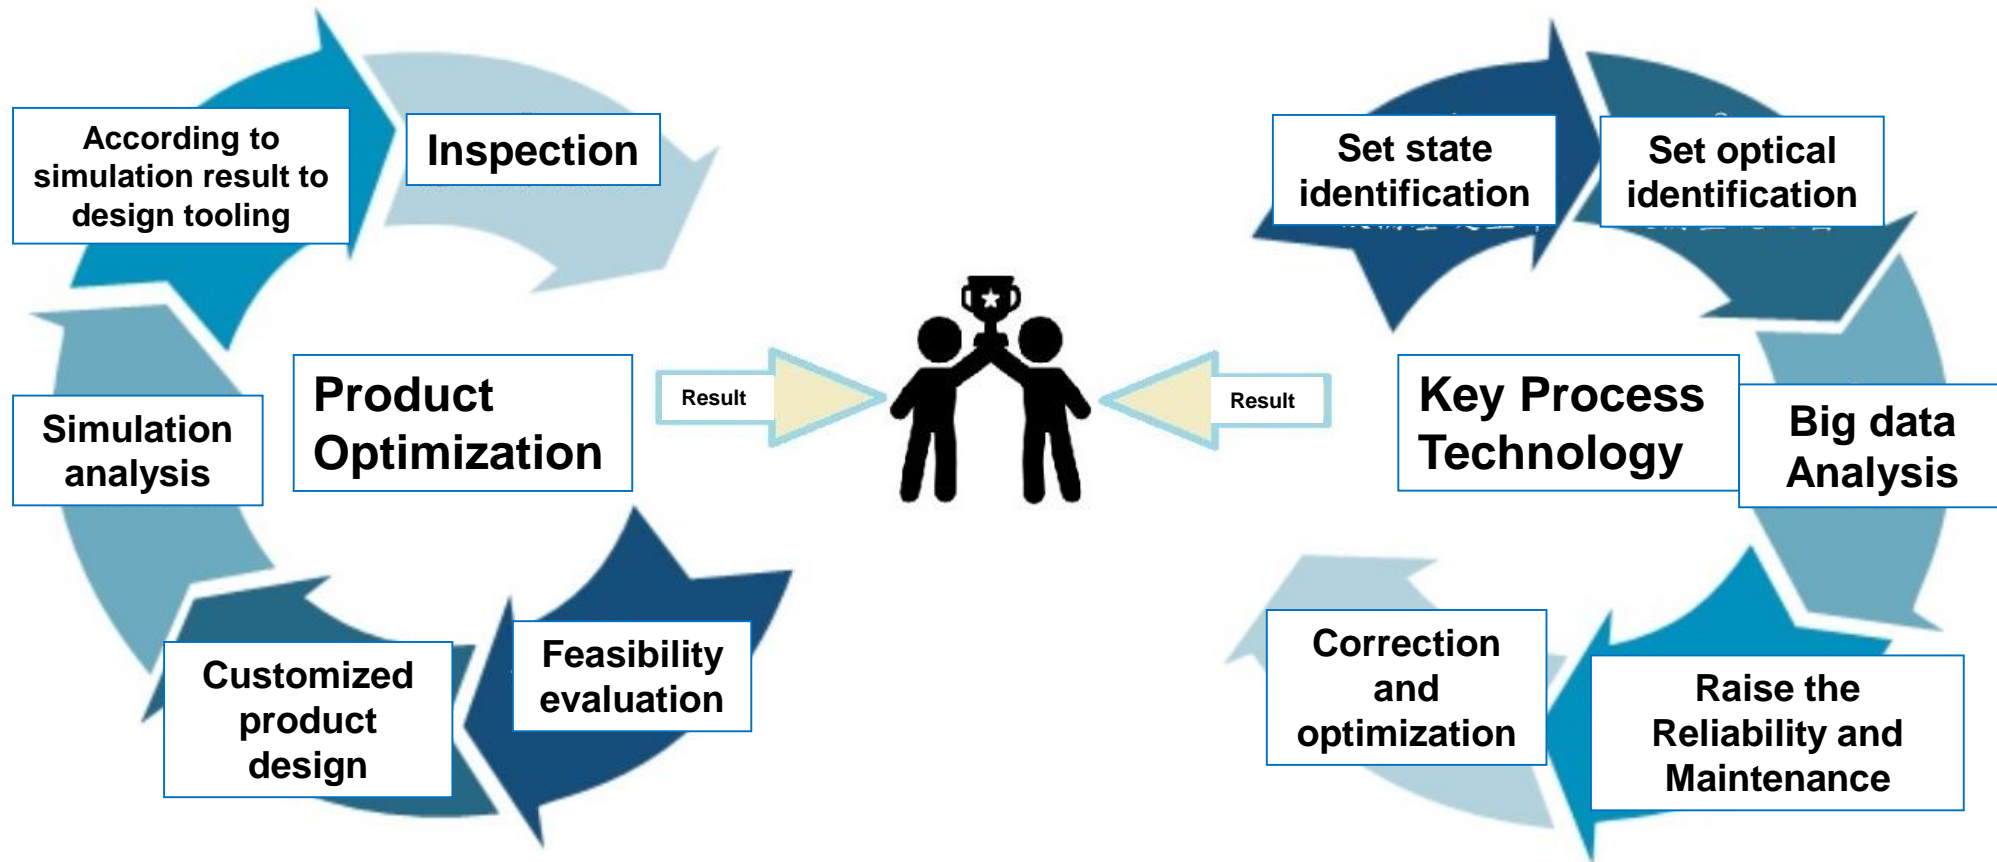 According to
simulation result to
design tooling
Inspection
Simulation
analysis
Product
Optimization
Customized
product
design
Feasibility
evaluation
Result
Result
Set state
identification
Set optical
identification
Key Process
Technology
Big data
Analysis
Correction
and
optimization
Raise the
Reliability and
Maintenance